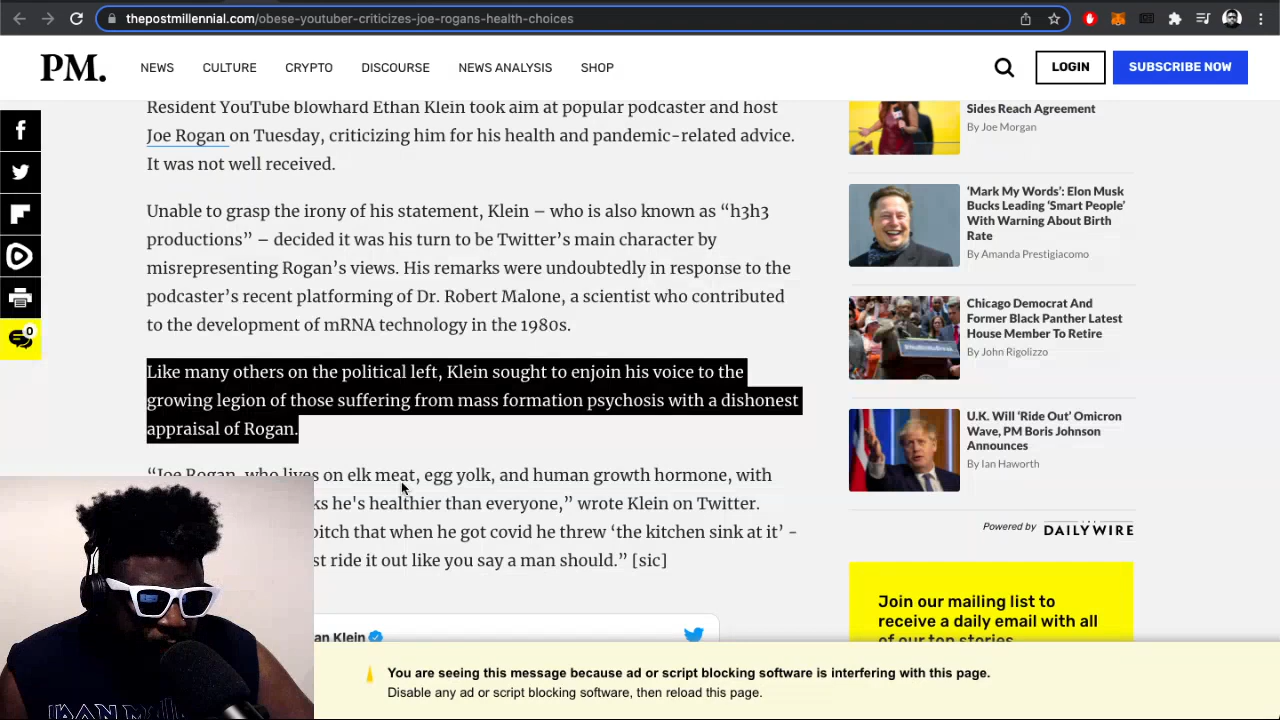 thepostmillennial.com/obese-youtuber-criticizes-joe-rogans-health-choices
PM.
NEWS
CULTURE
CRYPTO
DISCOURSE
NEWS ANALYSIS
SHOP
LOGIN
SUBSCRIBE NOW
Resident YouTube blowhard Ethan Klein took aim at popular podcaster and host
Joe Rogan on Tuesday, criticizing him for his health and pandemic-related advice.
It was not well received.
Unable to grasp the irony of his statement, Klein – who is also known as “h3h3
productions” – decided it was his turn to be Twitter’s main character by
misrepresenting Rogan’s views. His remarks were undoubtedly in response to the
podcaster’s recent platforming of Dr. Robert Malone, a scientist who contributed
to the development of mRNA technology in the 1980s.
Like many others on the political left, Klein sought to enjoin his voice to the
growing legion of those suffering from mass formation psychosis with a dishonest
appraisal of Rogan.
“Joe Rogan, who lives on elk meat, egg yolk, and human growth hormone, with
ks he's healthier than everyone,” wrote Klein on Twitter.
bitch that when he got covid he threw ‘the kitchen sink at it’ -
st ride it out like you say a man should.” [sic]
an Klein
0
Sides Reach Agreement
By Joe Morgan
‘Mark My Words’: Elon Musk
Bucks Leading ‘Smart People’
With Warning About Birth
Rate
By Amanda Prestigiacomo
Chicago Democrat And
Former Black Panther Latest
House Member To Retire
By John Rigolizzo
U.K. Will ‘Ride Out’ Omicron
Wave, PM Boris Johnson
Announces
By Ian Haworth
Powered by DAILYWIRE
Join our mailing list to
receive a daily email with all
of our top stories
You are seeing this message because ad or script blocking software is interfering with this page.
Disable any ad or script blocking software, then reload this page.
IRON MAIDEN